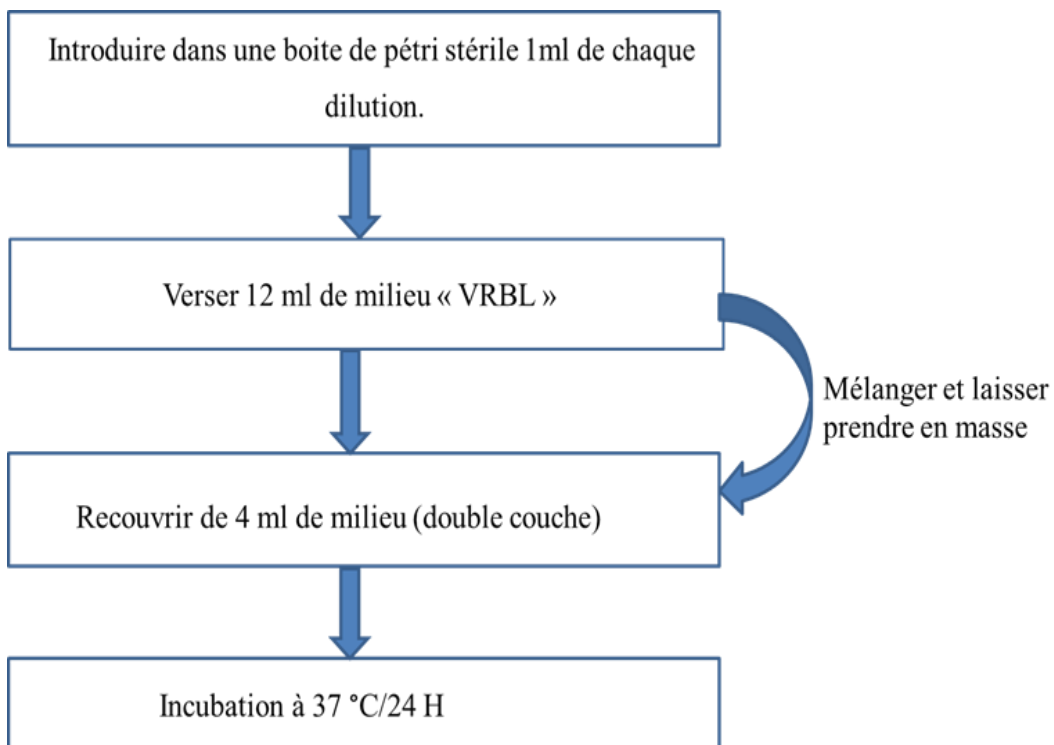 Introduire dans une boite de pétri stérile 1ml de chaque
dilution.
Verser 12 ml de milieu « VRBL »
Mélanger et laisser
prendre en masse
Recouvrir de 4 ml de milieu (double couche)
Incubation à 37 °C/24 H